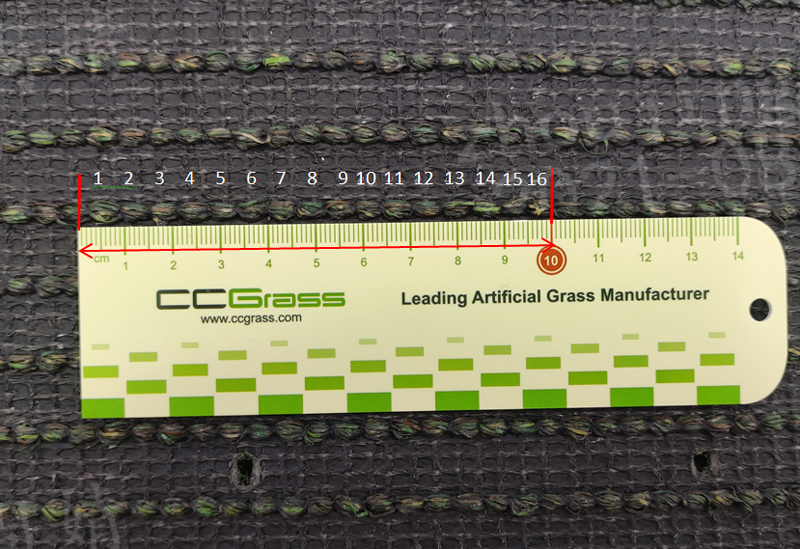 1 2 3 4 5 6 7 8 9 10 11 12 13 14 15 16
cm 1 2 3 4 5 6 7 8 9 10 11 12 13 14
CCGrass
www.ccgrass.com
Leading Artificial Grass Manufacturer